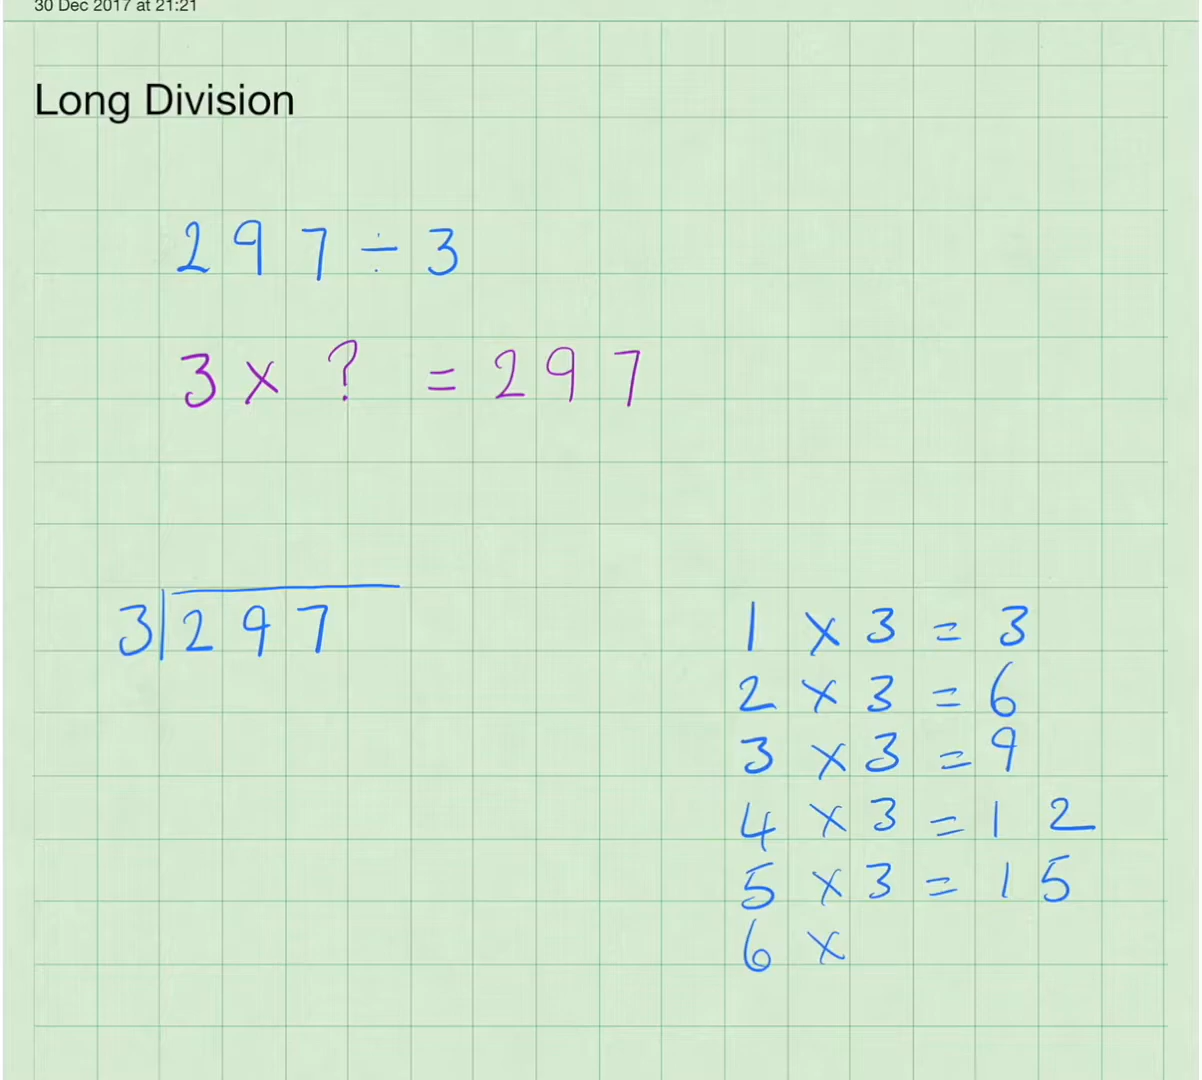 30 Dec 2017 at 21:21
Long Division
297 ÷ 3
3 × ? = 297
3|297
1 × 3 = 3
2 × 3 = 6
3 × 3 = 9
4 × 3 = 12
5 × 3 = 15
6 ×